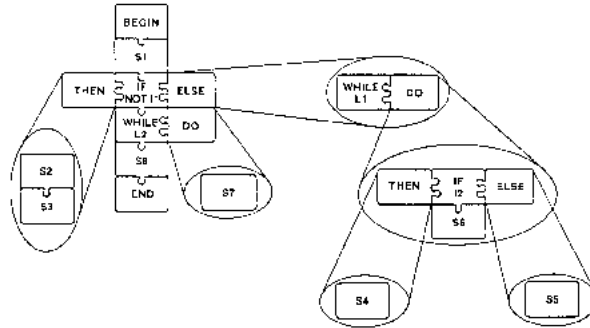 BEGIN
S1
THEN
IF
NOT I1
ELSE
WHILE
L2
DO
S8
END
S2
S3
S7
WHILE
L1
DO
THEN
IF
I2
ELSE
S6
S4
S5